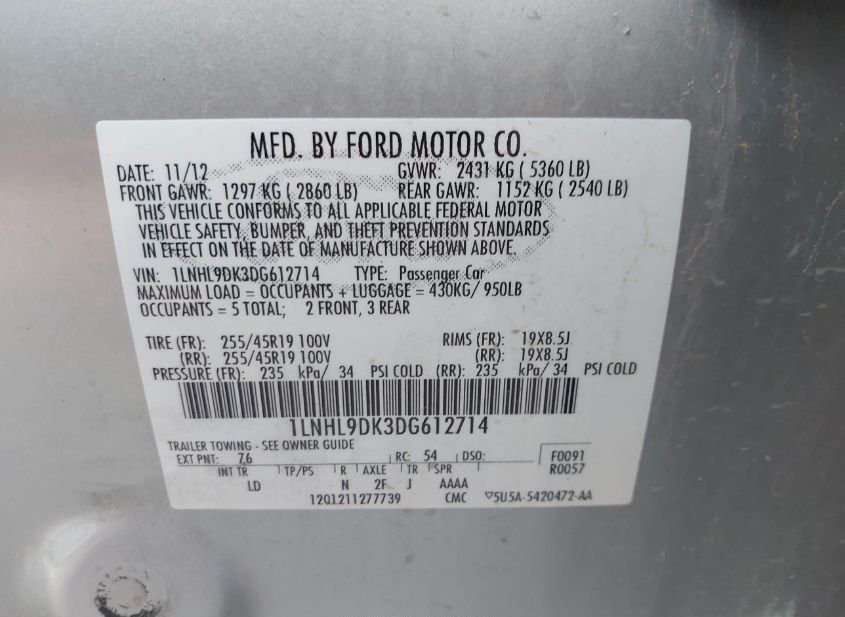 MFD. BY FORD MOTOR CO.
DATE: 11/12 GVWR: 2431 KG ( 5360 LB)
FRONT GAWR: 1297 KG ( 2860 LB) REAR GAWR: 1152 KG ( 2540 LB)
THIS VEHICLE CONFORMS TO ALL APPLICABLE FEDERAL MOTOR
VEHICLE SAFETY, BUMPER, AND THEFT PREVENTION STANDARDS
IN EFFECT ON THE DATE OF MANUFACTURE SHOWN ABOVE.
VIN: 1LNHL9DK3DG612714 TYPE: Passenger Car
MAXIMUM LOAD = OCCUPANTS + LUGGAGE = 430KG/ 950LB
OCCUPANTS = 5 TOTAL; 2 FRONT, 3 REAR
TIRE (FR): 255/45R19 100V RIMS (FR): 19X8.5J
(RR): 255/45R19 100V (RR): 19X8.5J
PRESSURE (FR): 235 kPa/ 34 PSI COLD (RR): 235 kPa/ 34 PSI COLD
1LNHL9DK3DG612714
TRAILER TOWING - SEE OWNER GUIDE
EXT PNT: Z6 RC: 54 DSO: F0091
INT TR TP/PS R AXLE TR SPR R0057
LD N 2F J AAAA
12Q1211277739 CMC ▽5U5A-5420472-AA